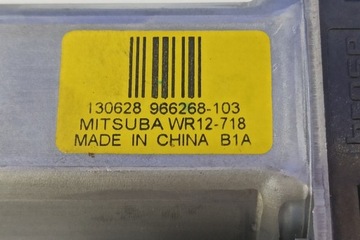 130628 966268-103
MITSUBA WR12-718
MADE IN CHINA B1A